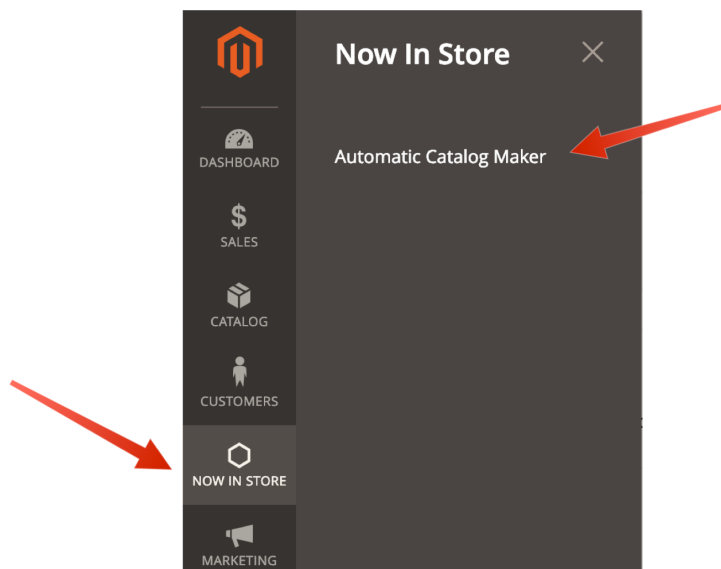 Now In Store
Automatic Catalog Maker
DASHBOARD
SALES
CATALOG
CUSTOMERS
NOW IN STORE
MARKETING